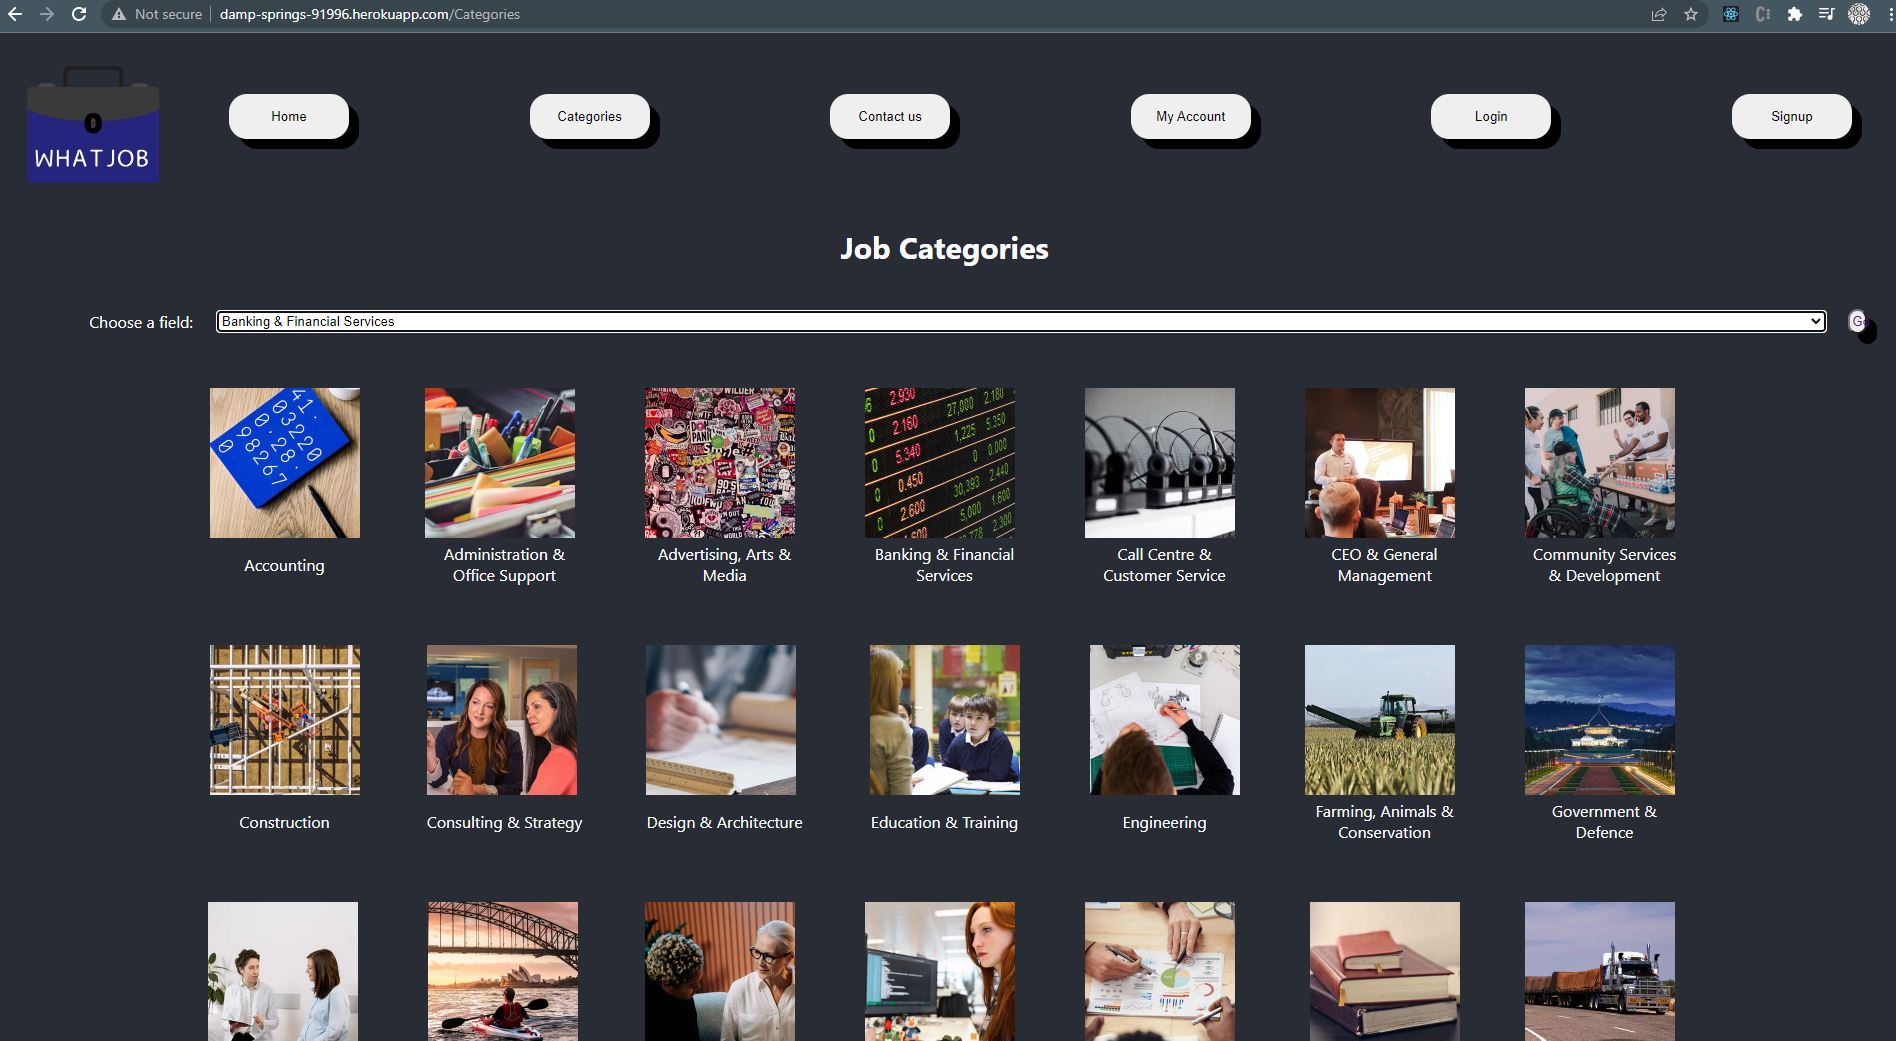 Not secure | damp-springs-91996.herokuapp.com/Categories
WHATJOB
Home
Categories
Contact us
My Account
Login
Signup
Job Categories
Choose a field:
Banking & Financial Services
Go
Accounting
Administration &
Office Support
Advertising, Arts &
Media
Banking & Financial
Services
Call Centre &
Customer Service
CEO & General
Management
Community Services
& Development
Construction
Consulting & Strategy
Design & Architecture
Education & Training
Engineering
Farming, Animals &
Conservation
Government &
Defence